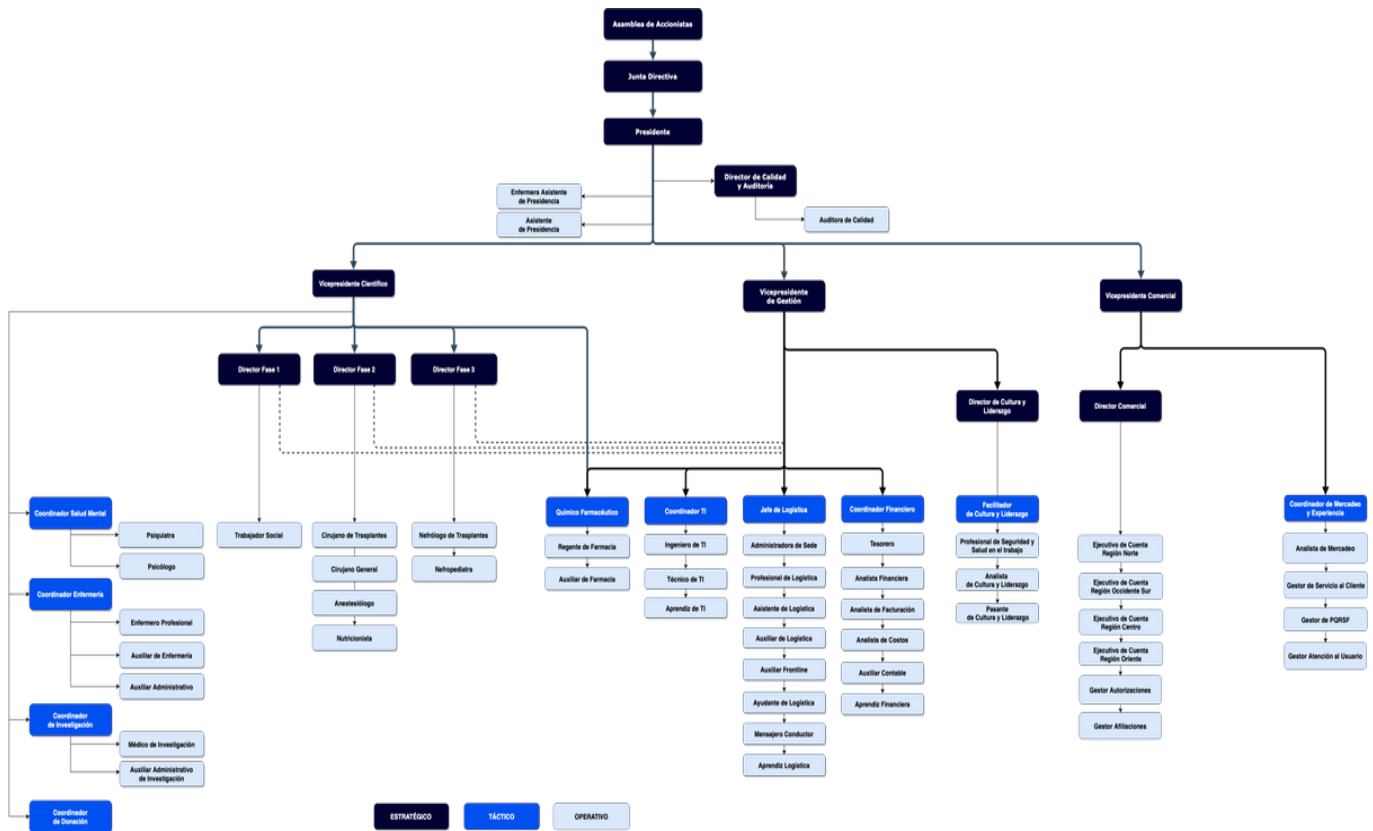 Asamblea de Accionistas
Junta Directiva
Presidente
Director de Calidad
y Auditoría
Enfermera Asistente
de Presidencia
Asistente
de Presidencia
Auditora de Calidad
Vicepresidente Científico
Vicepresidente
de Gestión
Vicepresidente Comercial
Director Fase 1
Director Fase 2
Director Fase 3
Director de Cultura y
Liderazgo
Director Comercial
Coordinador Salud Mental
Psiquiatra
Psicólogo
Coordinador Enfermería
Enfermero Profesional
Auxiliar de Enfermería
Auxiliar Administrativo
Coordinador
de Investigación
Médico de Investigación
Auxiliar Administrativo
de Investigación
Coordinador
de Donación
Trabajador Social
Cirujano de Trasplantes
Cirujano General
Anestesiólogo
Nutricionista
Nefrólogo de Trasplantes
Nefropediatra
Químico Farmacéutico
Regente de Farmacia
Auxiliar de Farmacia
Coordinador TI
Ingeniero de TI
Técnico de TI
Aprendiz de TI
Jefe de Logística
Administradora de Sede
Profesional de Logística
Asistente de Logística
Auxiliar de Logística
Auxiliar Frontline
Ayudante de Logística
Mensajero Conductor
Aprendiz Logística
Coordinador Financiero
Tesorero
Analista Financiera
Analista de Facturación
Analista de Costos
Auxiliar Contable
Aprendiz Financiera
Facilitador
de Cultura y Liderazgo
Profesional de Seguridad y
Salud en el trabajo
Analista
de Cultura y Liderazgo
Pasante
de Cultura y Liderazgo
Ejecutivo de Cuenta
Región Norte
Ejecutivo de Cuenta
Región Occidente Sur
Ejecutivo de Cuenta
Región Centro
Ejecutivo de Cuenta
Región Oriente
Gestor Autorizaciones
Gestor Afiliaciones
Coordinador de Mercadeo
y Experiencia
Analista de Mercadeo
Gestor de Servicio al Cliente
Gestor de PQRSF
Gestor Atención al Usuario
ESTRATÉGICO
TÁCTICO
OPERATIVO